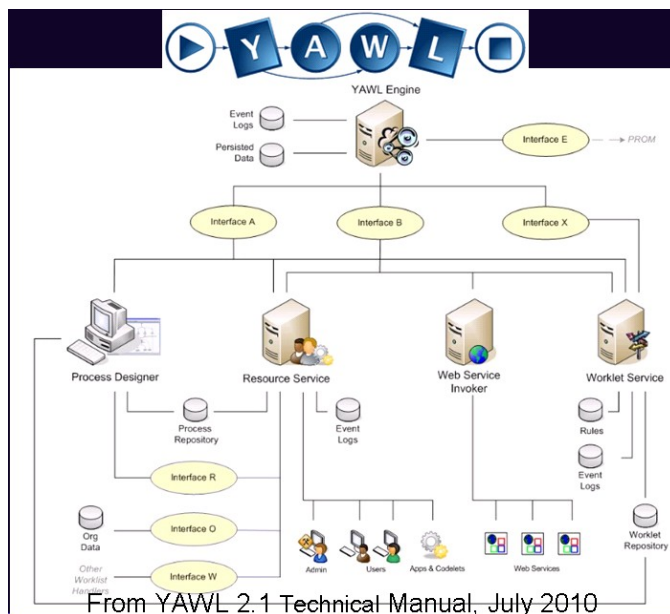 YAWL
YAWL Engine
Event
Logs
Persisted
Data
Interface E
PROM
Interface A
Interface B
Interface X
Process Designer
Resource Service
Web Service
Invoker
Worklet Service
Process
Repository
Event
Logs
Rules
Event
Logs
Interface R
Org
Data
Interface O
Worklet
Repository
Admin
Users
Apps & Codelets
Web Services
Other
Worklist
Handlers
Interface W
From YAWL 2.1 Technical Manual, July 2010